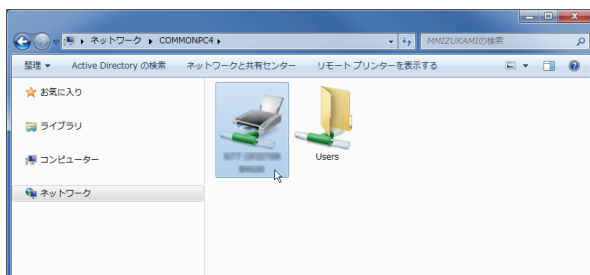 ネットワーク ▸ COMMONPC4 ▸
MMIZUKAMIの検索
整理 ▾ Active Directory の検索 ネットワークと共有センター リモート プリンターを表示する
お気に入り
ライブラリ
コンピューター
ネットワーク
Users